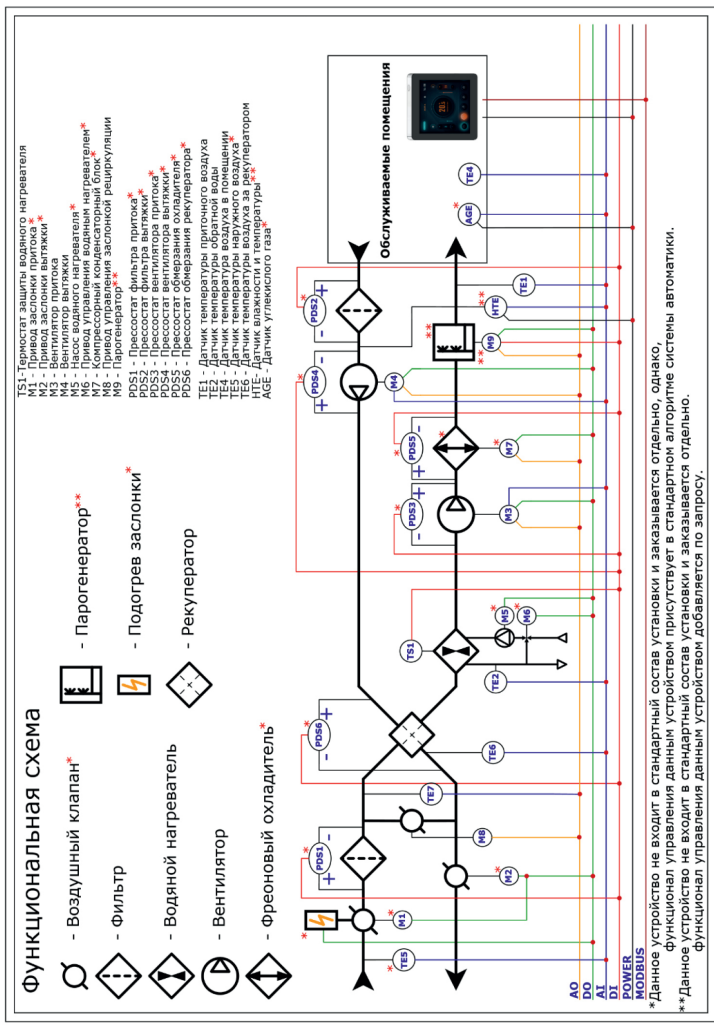 Функциональная схема
- Воздушный клапан*
- Фильтр
- Водяной нагреватель
- Вентилятор
- Фреоновый охладитель*
- Парогенератор**
- Подогрев заслонки*
- Рекуператор
TS1-Термостат защиты водяного нагревателя
M1 - Привод заслонки притока*
M2 - Привод заслонки вытяжки*
M3 - Вентилятор притока
M4 - Вентилятор вытяжки
M5 - Насос водяного нагревателя*
M6 - Привод управления водяным нагревателем*
M7 - Компрессорный конденсаторный блок*
M8 - Привод управления заслонкой рециркуляции
M9 - Парогенератор**
PDS1 - Прессостат фильтра притока*
PDS2 - Прессостат фильтра вытяжки*
PDS3 - Прессостат вентилятора притока*
PDS4 - Прессостат вентилятора вытяжки*
PDS5 - Прессостат обмерзания охладителя*
PDS6 - Прессостат обмерзания рекуператора*
TE1 - Датчик температуры приточного воздуха
TE2 - Датчик температуры обратной воды
TE4 - Датчик температуры воздуха в помещении
TE5 - Датчик температуры наружного воздуха*
TE6 - Датчик температуры воздуха за рекуператором
HTE- Датчик влажности и температуры**
AGE - Датчик углекислого газа*
Обслуживаемые помещения
* PDS1 + -
* PDS6 - +
* PDS4 + -
* PDS2 + -
* PDS3 - +
* PDS5 + -
*
* M1
* TE5
* M2
M8
TE7
TE6
TE2
TS1
* M5
* M6
M3
* M7
*
M4
**
** M9
** HTE
TE1
* AGE
TE4
AO
DO
AI
DI
POWER
MODBUS
*Данное устройство не входит в стандартный состав установки и заказывается отдельно, однако,
функционал управления данным устройством присутствует в стандартном алгоритме системы автоматики.
**Данное устройство не входит в стандартный состав установки и заказывается отдельно.
функционал управления данным устройством добавляется по запросу.